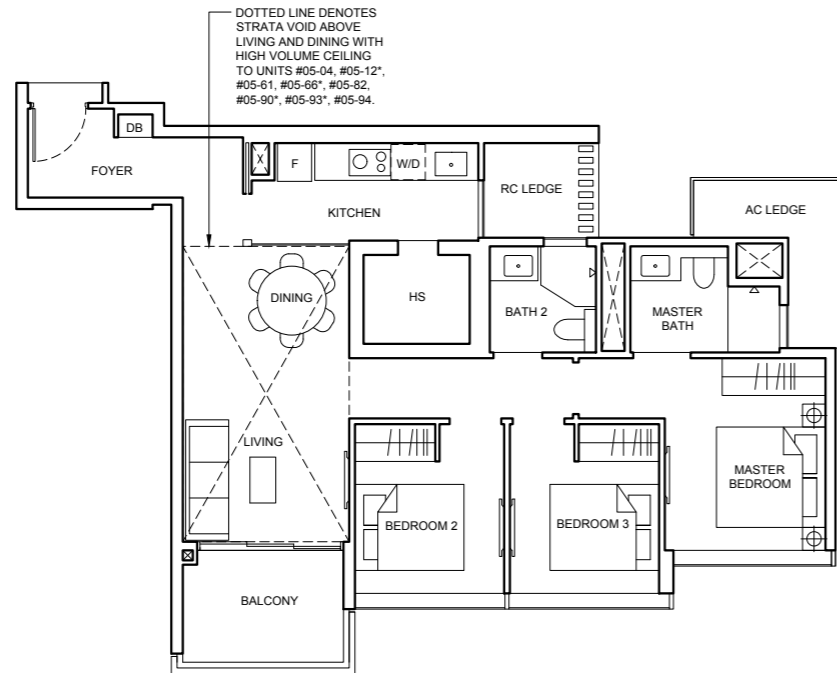 DOTTED LINE DENOTES
STRATA VOID ABOVE
LIVING AND DINING WITH
HIGH VOLUME CEILING
TO UNITS #05-04, #05-12*,
#05-61, #05-66*, #05-82,
#05-90*, #05-93*, #05-94.
DB
FOYER
F
W/D
KITCHEN
RC LEDGE
AC LEDGE
DINING
HS
BATH 2
MASTER
BATH
LIVING
BEDROOM 2
BEDROOM 3
MASTER
BEDROOM
BALCONY